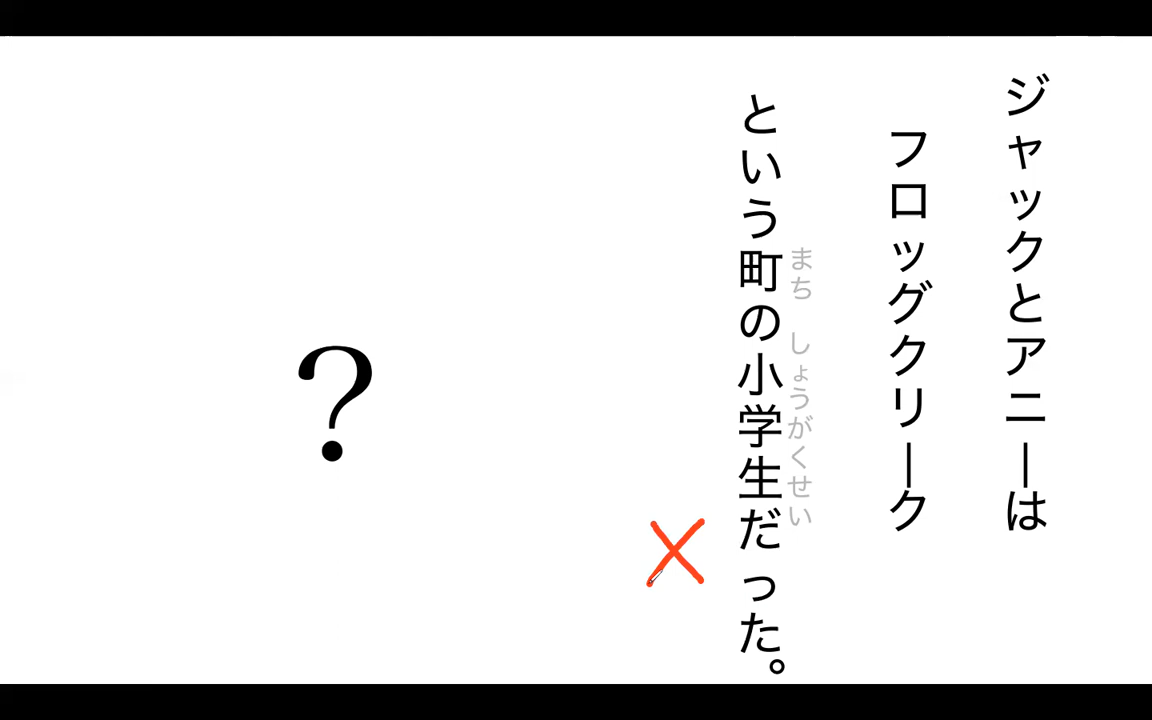 ジャックとアニーは
フロッグクリーク
という町の小学生だった。
まち しょうがくせい
?